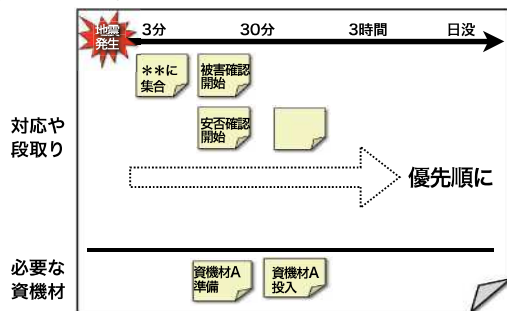 地震
発生
3分 30分 3時間 日没
**に
集合
被害確認
開始
安否確認
開始
対応や
段取り
優先順に
必要な
資機材
資機材A
準備
資機材A
投入